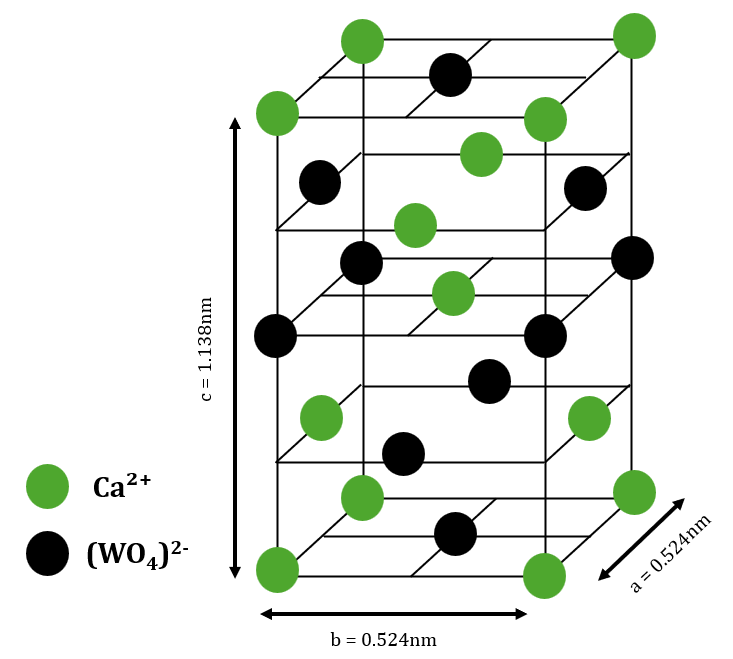 c = 1.138nm
Ca²⁺
(WO₄)²⁻
a = 0.524nm
b = 0.524nm